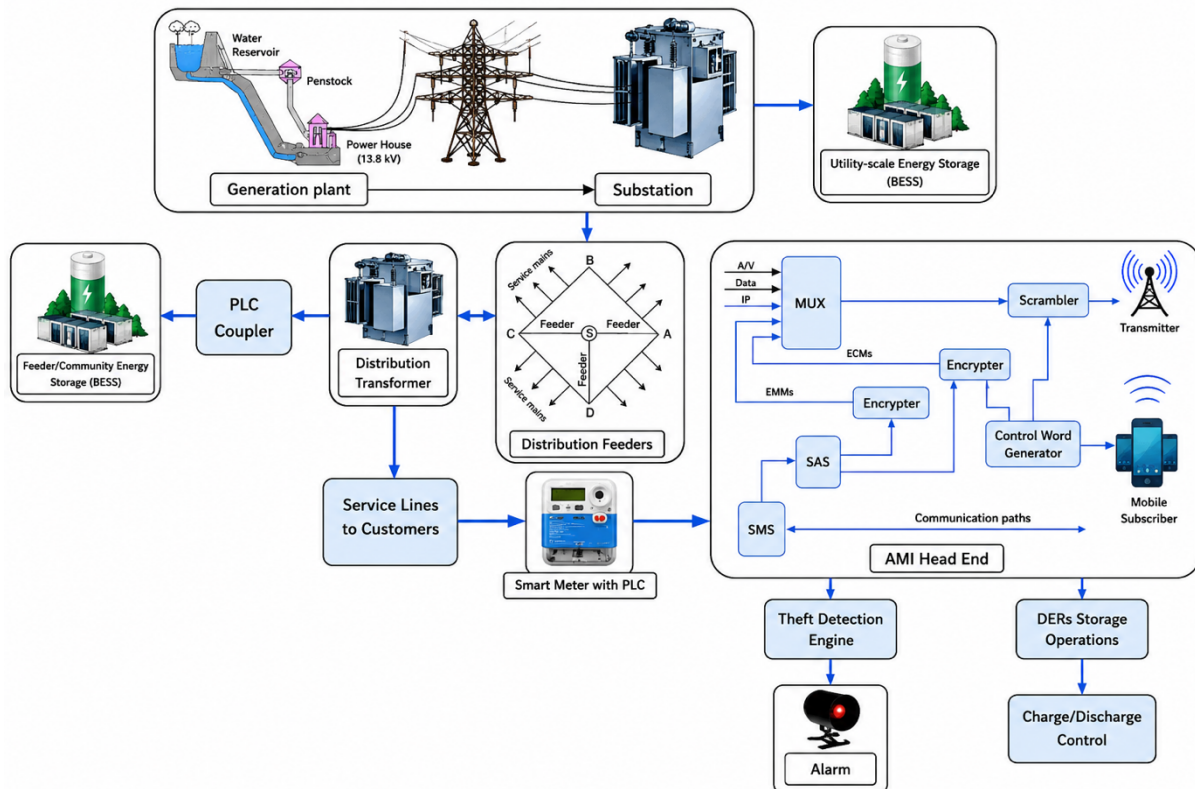 Water
Reservoir
Penstock
Power House
(13.8 kV)
Generation plant
Substation
Utility-scale Energy Storage
(BESS)
Feeder/Community Energy
Storage (BESS)
PLC
Coupler
Distribution
Transformer
Service mains
B
C
Feeder
S
Feeder
A
Feeder
Service mains
D
Distribution Feeders
A/V
Data
IP
MUX
Scrambler
Transmitter
ECMs
Encrypter
EMMs
Encrypter
Control Word
Generator
SAS
Mobile
Subscriber
SMS
Communication paths
AMI Head End
Service Lines
to Customers
Smart Meter with PLC
Theft Detection
Engine
DERs Storage
Operations
Alarm
Charge/Discharge
Control